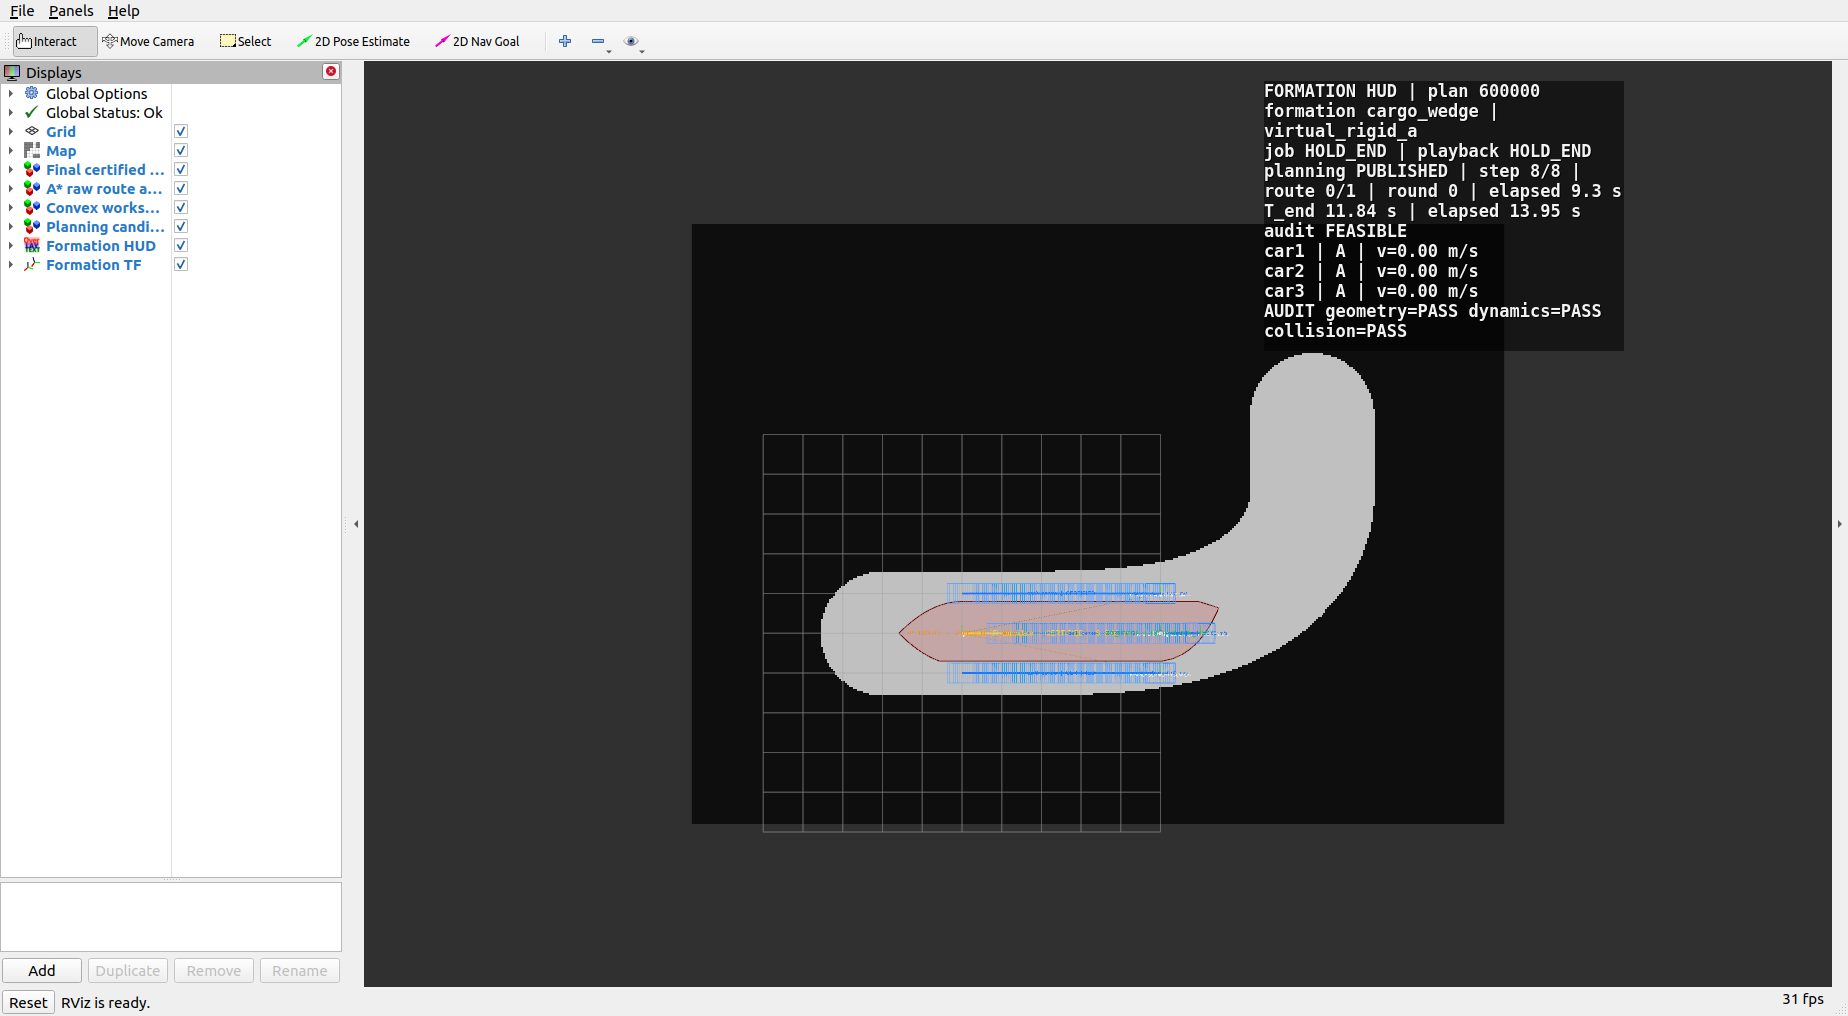 File Panels Help
Interact Move Camera Select 2D Pose Estimate 2D Nav Goal
Displays
Global Options
Global Status: Ok
Grid
Map
Final certified ...
A* raw route a...
Convex works...
Planning candi...
Formation HUD
Formation TF
FORMATION HUD | plan 600000
formation cargo_wedge |
virtual_rigid_a
job HOLD_END | playback HOLD_END
planning PUBLISHED | step 8/8 |
route 0/1 | round 0 | elapsed 9.3 s
T_end 11.84 s | elapsed 13.95 s
audit FEASIBLE
car1 | A | v=0.00 m/s
car2 | A | v=0.00 m/s
car3 | A | v=0.00 m/s
AUDIT geometry=PASS dynamics=PASS
collision=PASS
Add Duplicate Remove Rename
Reset RViz is ready.
31 fps